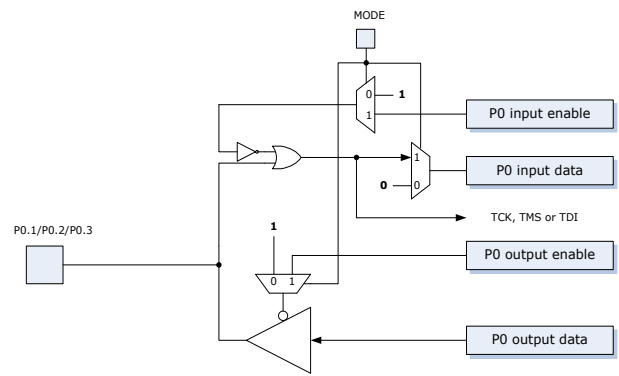 MODE
0
1
1
P0 input enable
1
P0 input data
0
0
TCK, TMS or TDI
P0.1/P0.2/P0.3
1
P0 output enable
0 1
P0 output data